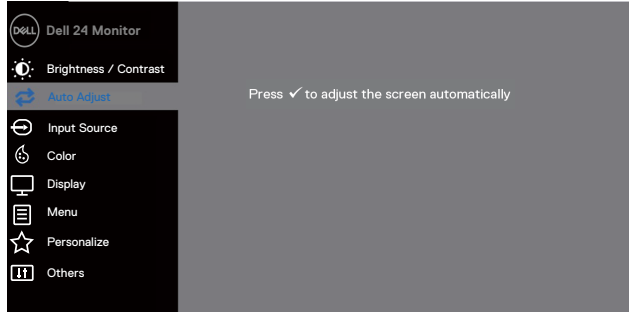 DELL Dell 24 Monitor
Brightness / Contrast
Auto Adjust
Press ✓ to adjust the screen automatically
Input Source
Color
Display
Menu
Personalize
Others